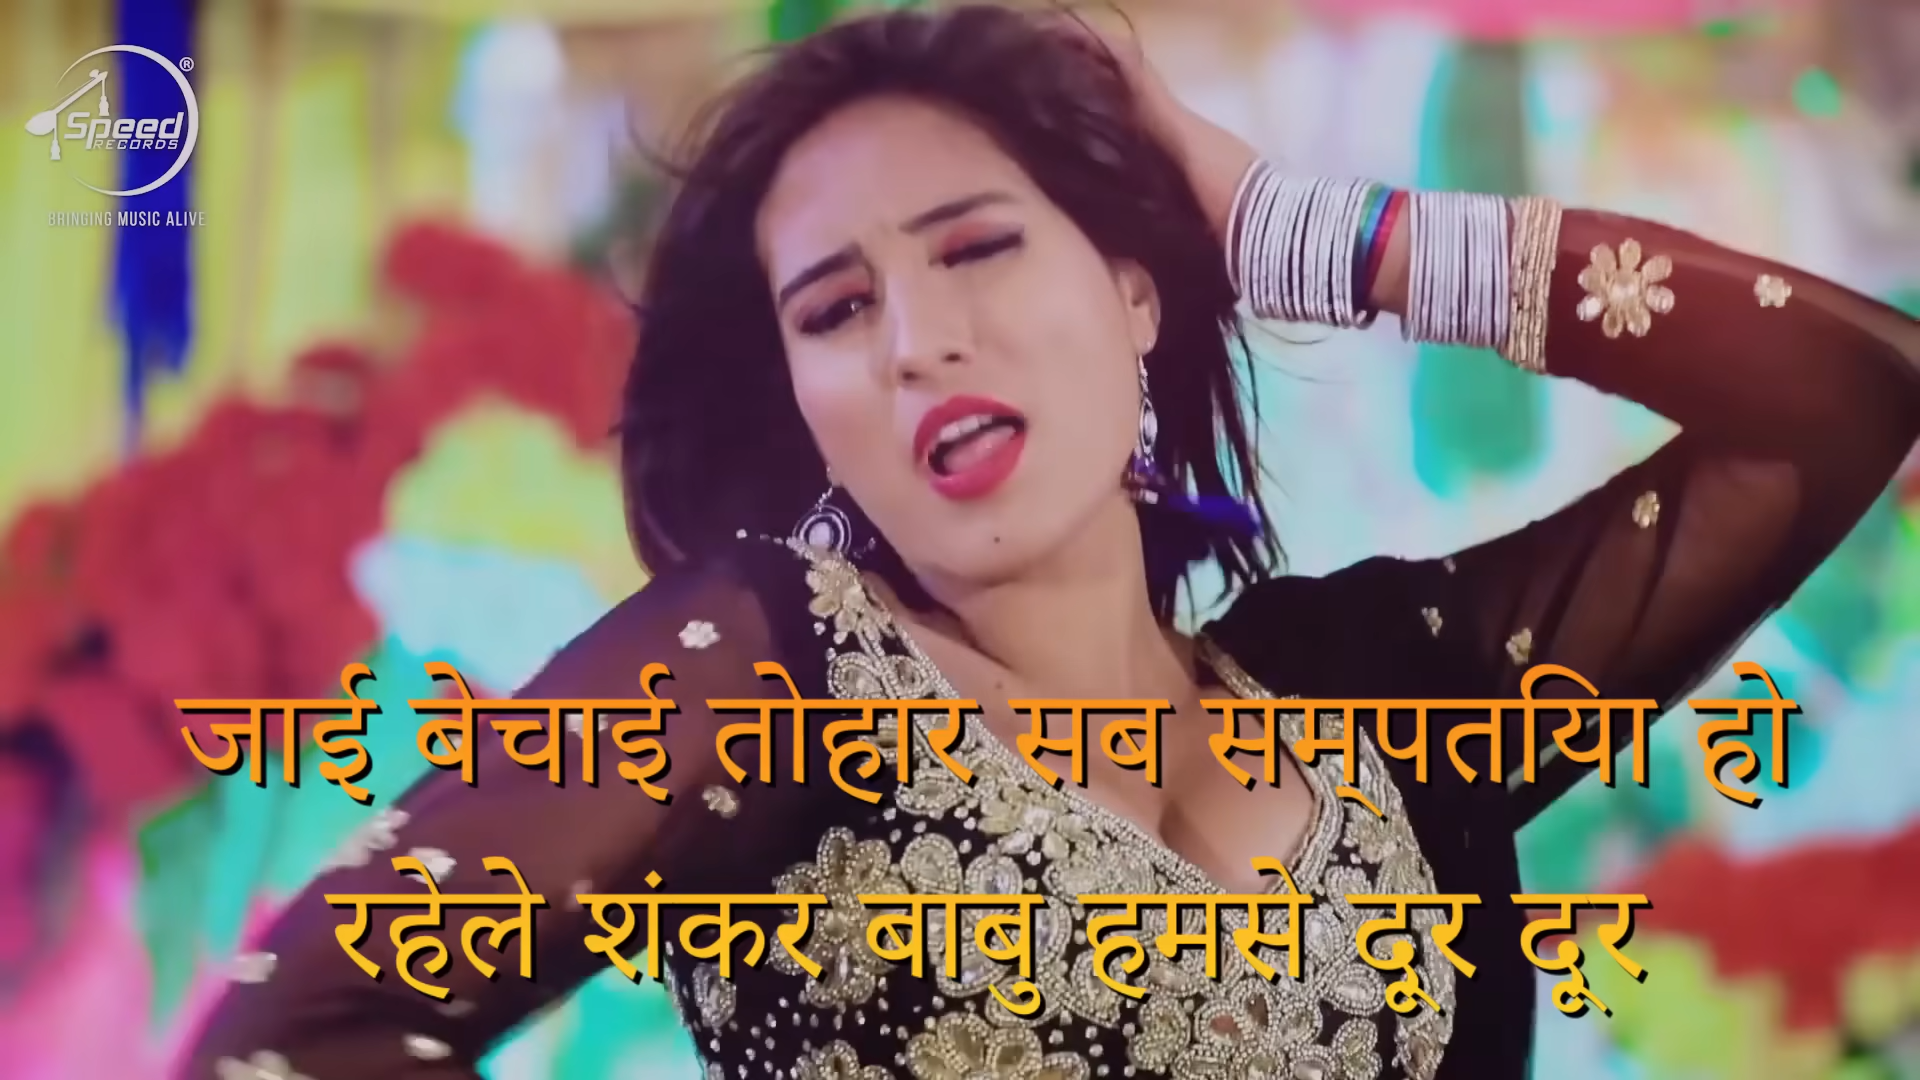 Speed
RECORDS
BRINGING MUSIC ALIVE
जाई बेचाई तोहार सब सम्पतिया हो
रहेले शंकर बाबु हमसे दूर दूर